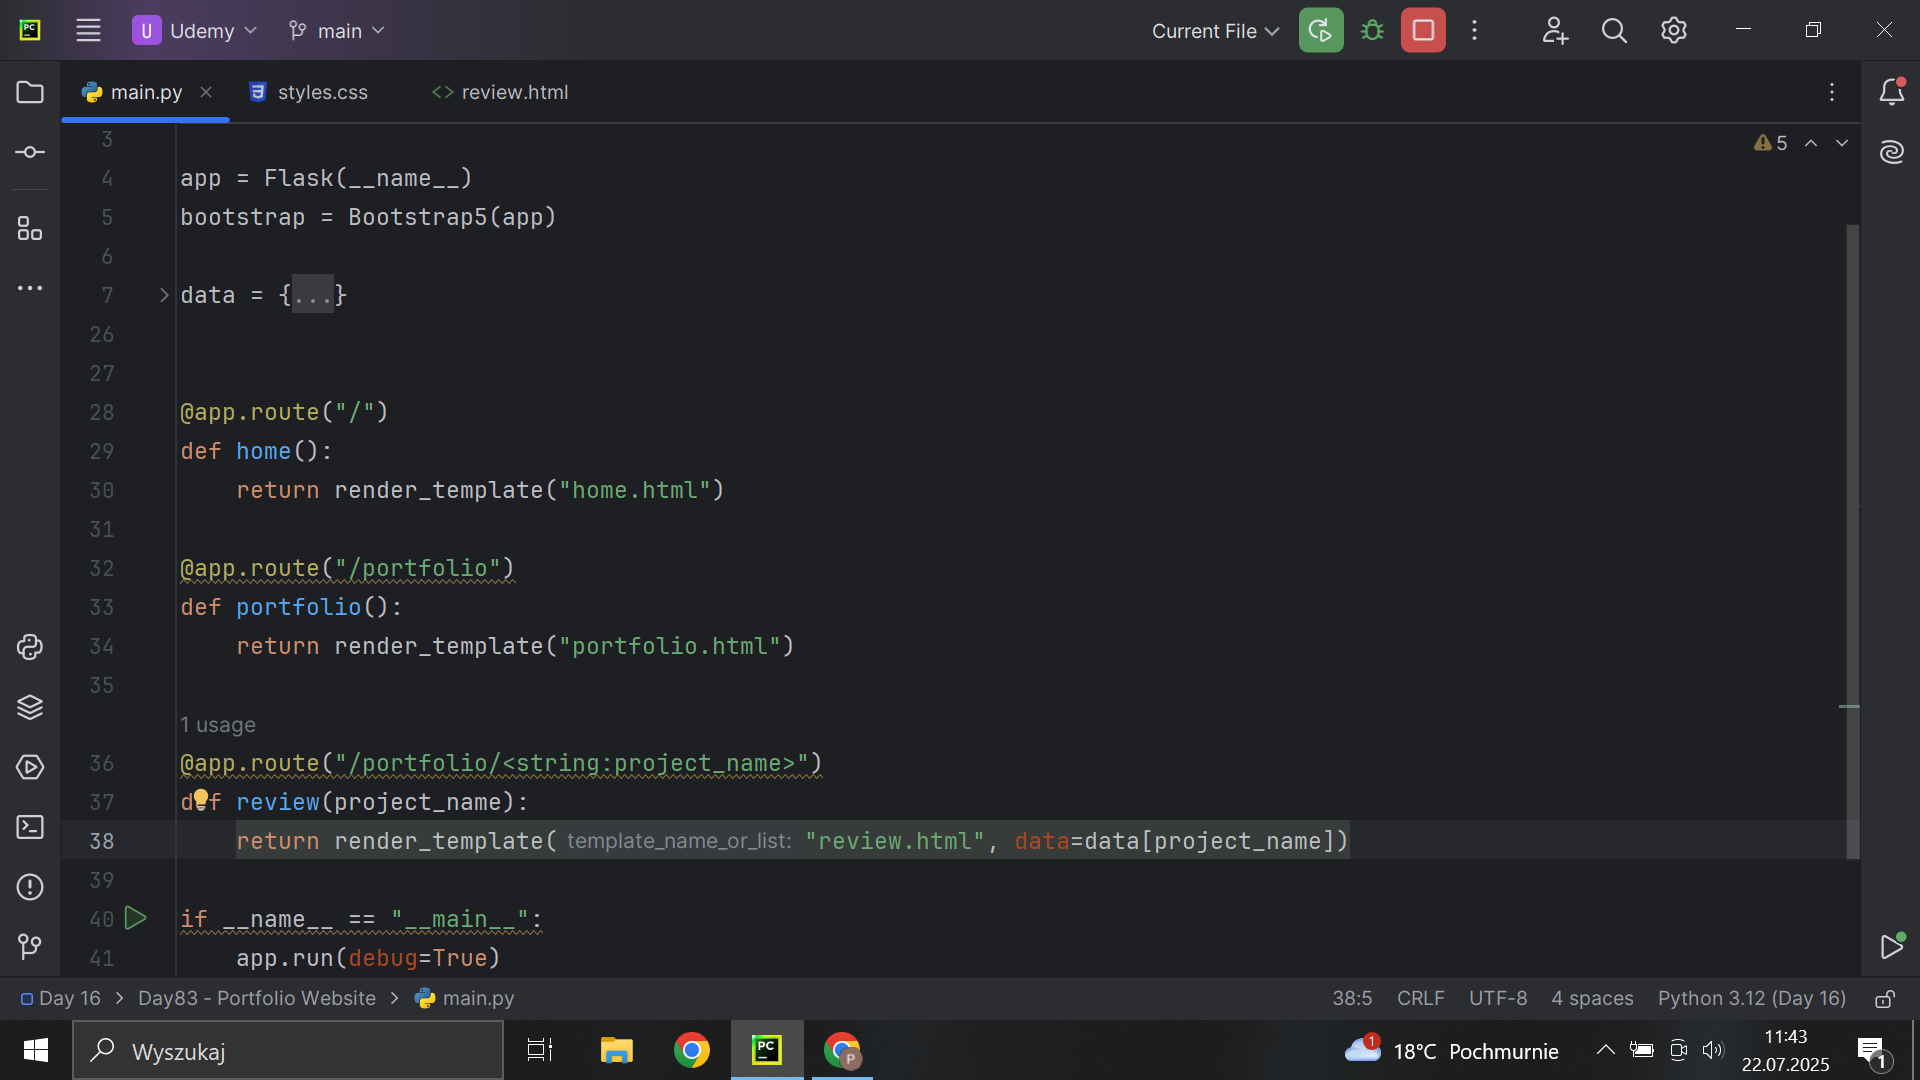 PC
U Udemy main Current File
main.py styles.css <> review.html
3
5
4 app = Flask(__name__)
5 bootstrap = Bootstrap5(app)
6
7 data = {...}
26
27
28 @app.route("/")
29 def home():
30 return render_template("home.html")
31
32 @app.route("/portfolio")
33 def portfolio():
34 return render_template("portfolio.html")
35
1 usage
36 @app.route("/portfolio/<string:project_name>")
37 def review(project_name):
38 return render_template( template_name_or_list: "review.html", data=data[project_name])
39
40 if __name__ == "__main__":
41 app.run(debug=True)
Day 16 > Day83 - Portfolio Website > main.py 38:5 CRLF UTF-8 4 spaces Python 3.12 (Day 16)
Wyszukaj PC P 1 18°C Pochmurnie 11:43
22.07.2025 1